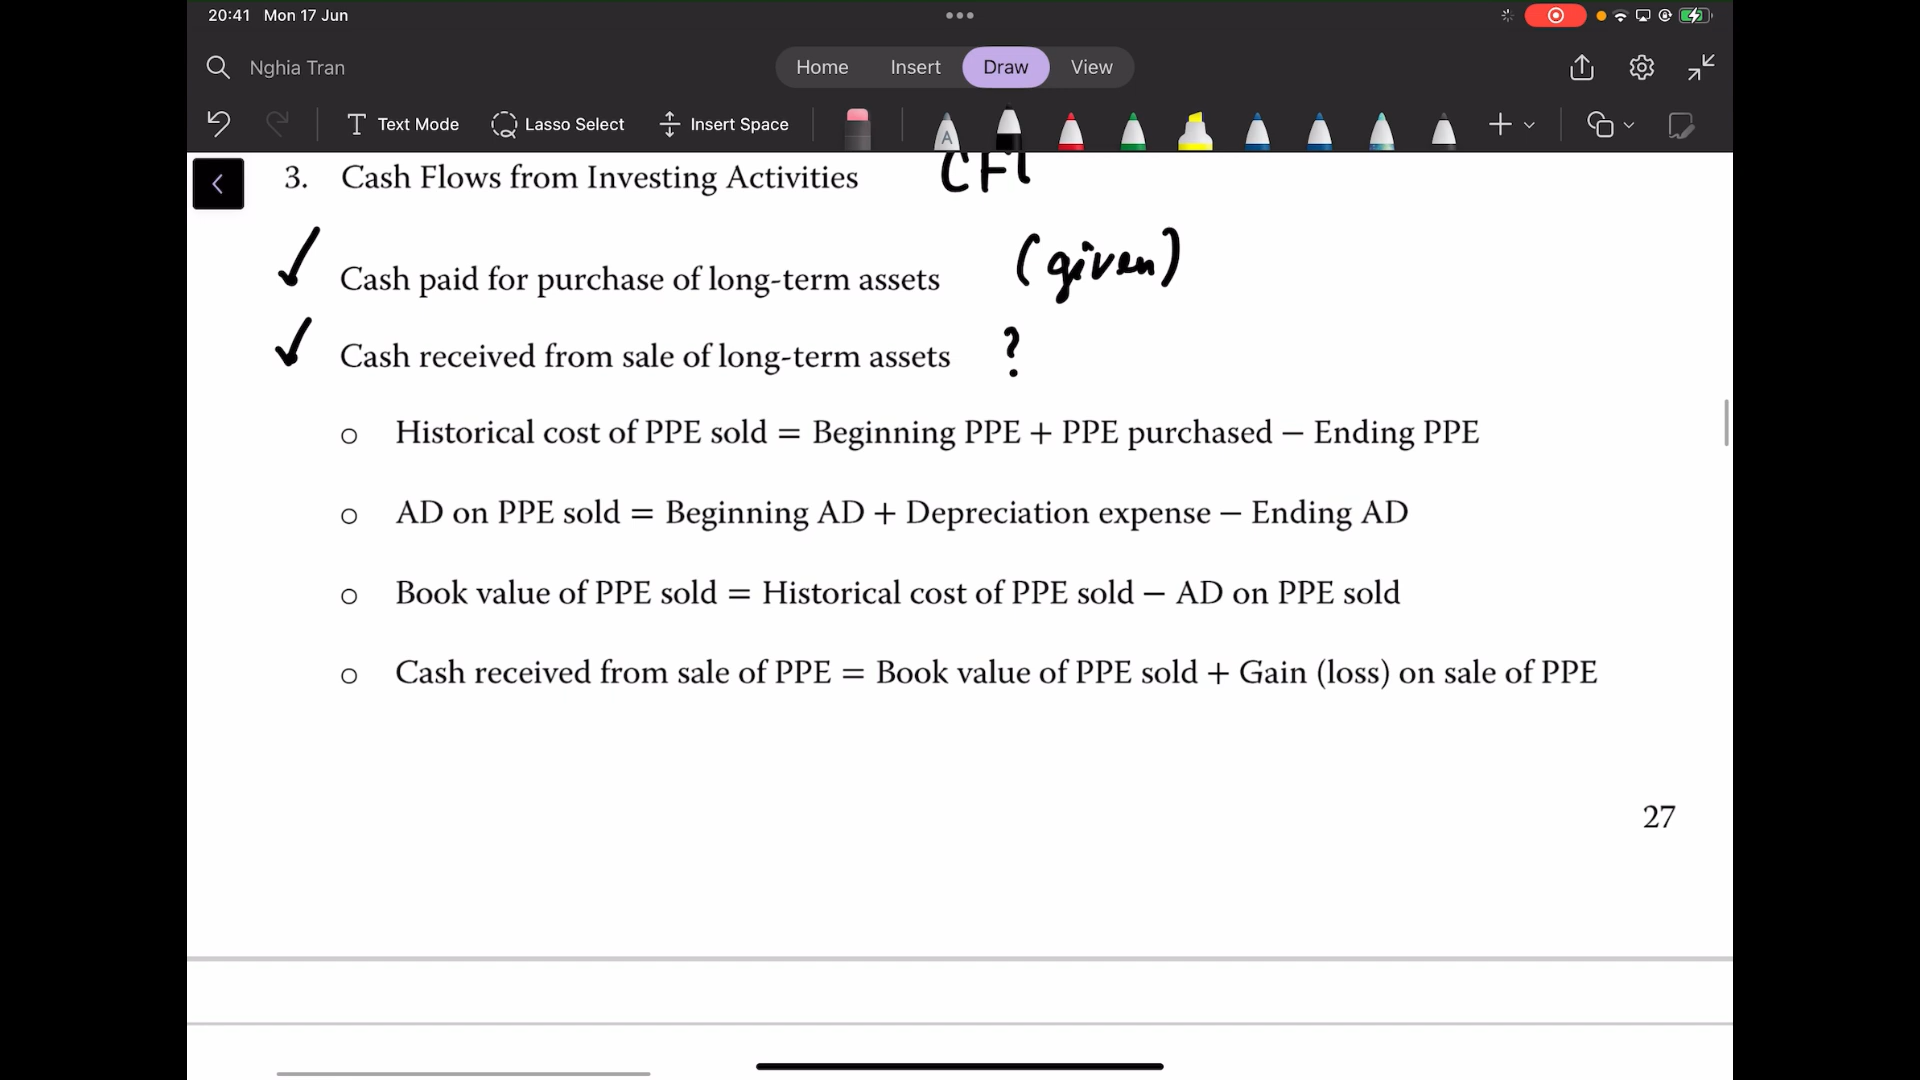 20:41 Mon 17 Jun
Nghia Tran
Home Insert Draw View
Text Mode Lasso Select Insert Space A
3. Cash Flows from Investing Activities CFI
Cash paid for purchase of long-term assets (given)
Cash received from sale of long-term assets ?
Historical cost of PPE sold = Beginning PPE + PPE purchased – Ending PPE
AD on PPE sold = Beginning AD + Depreciation expense – Ending AD
Book value of PPE sold = Historical cost of PPE sold – AD on PPE sold
Cash received from sale of PPE = Book value of PPE sold + Gain (loss) on sale of PPE
27